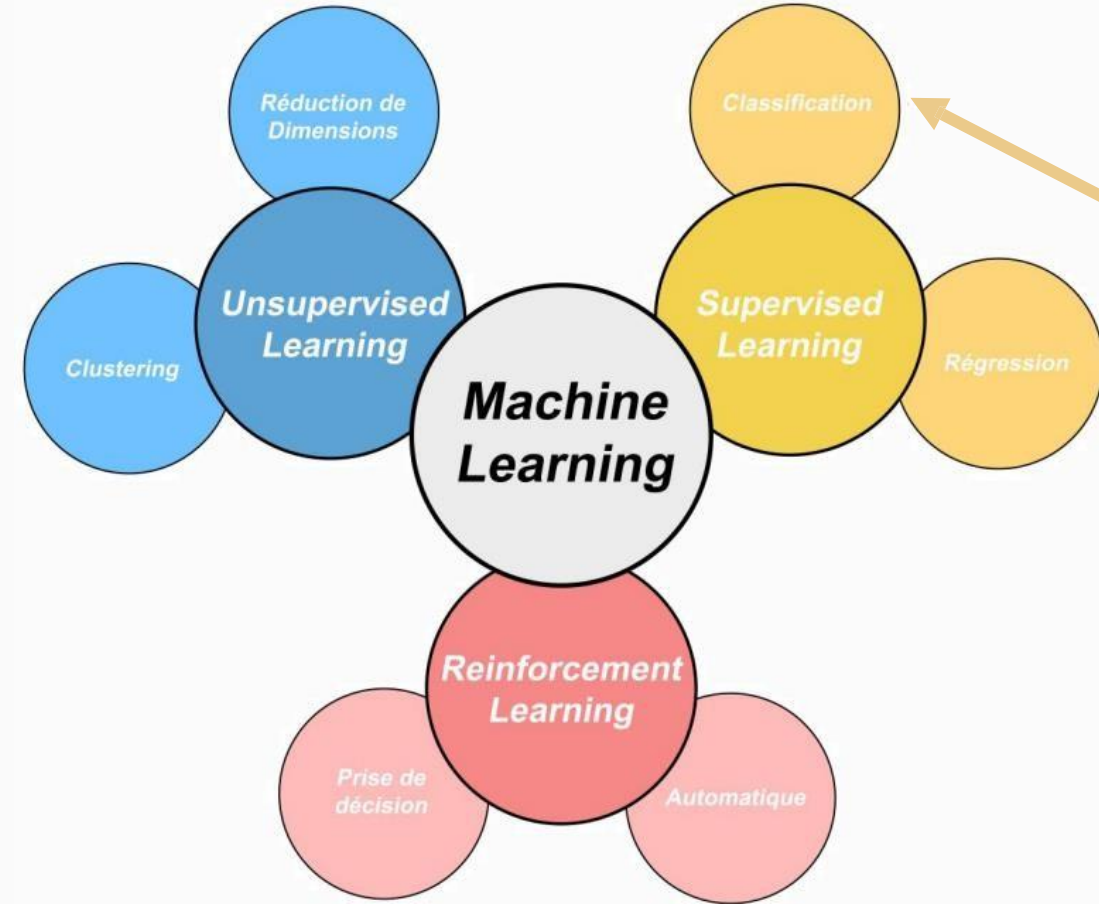 Réduction de
Dimensions
Classification
Unsupervised
Learning
Supervised
Learning
Clustering
Régression
Machine
Learning
Reinforcement
Learning
Prise de
décision
Automatique